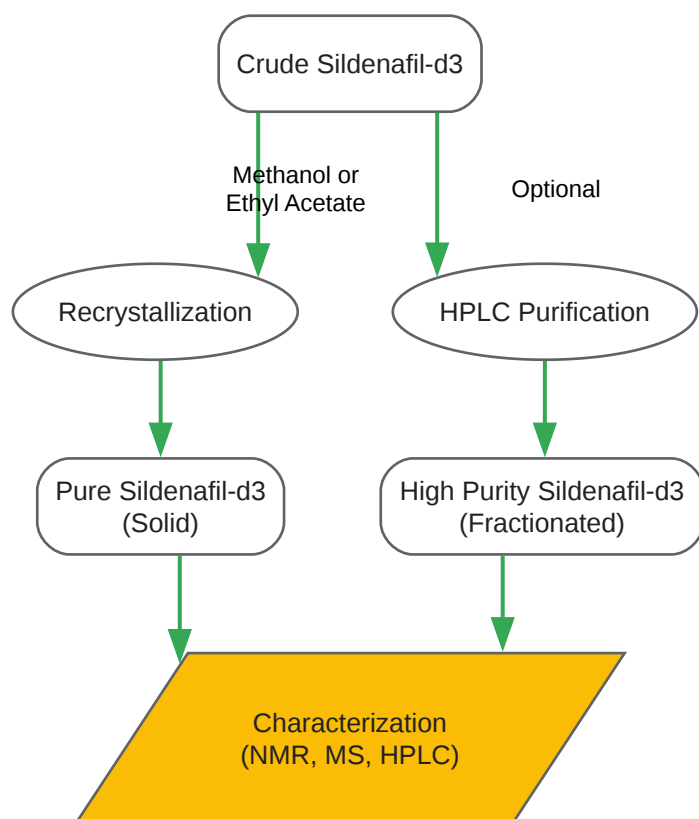 Crude Sildenafil-d3
Methanol or
Ethyl Acetate
Optional
Recrystallization
HPLC Purification
Pure Sildenafil-d3
(Solid)
High Purity Sildenafil-d3
(Fractionated)
Characterization
(NMR, MS, HPLC)